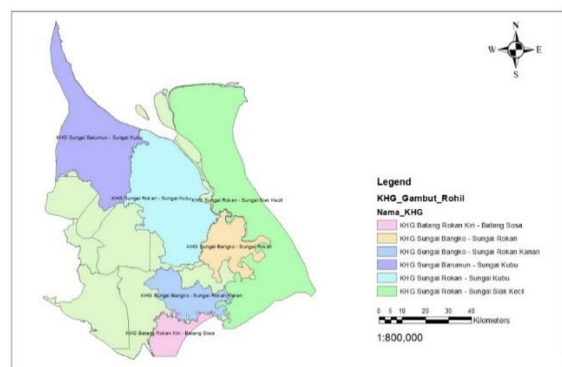 N
W E
S
KHG Sungai Barumun - Sungai Kubu
KHG Sungai Rokan - Sungai Kubu
KHG Sungai Rokan - Sungai Siak Kecil
KHG Sungai Bangko - Sungai Rokan
KHG Sungai Bangko - Sungai Rokan Kanan
KHG Batang Rokan Kiri - Batang Sosa
Legend
KHG_Gambut_Rohil
Nama_KHG
KHG Batang Rokan Kiri - Batang Sosa
KHG Sungai Bangko - Sungai Rokan
KHG Sungai Bangko - Sungai Rokan Kanan
KHG Sungai Barumun - Sungai Kubu
KHG Sungai Rokan - Sungai Kubu
KHG Sungai Rokan - Sungai Siak Kecil
0 5 10 20 30 40
Kilometers
1:800,000